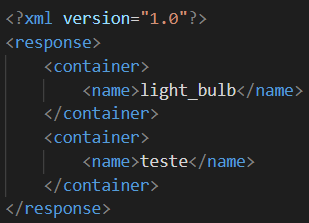 <?xml version="1.0"?>
<response>
    <container>
        <name>light_bulb</name>
    </container>
    <container>
        <name>teste</name>
    </container>
</response>